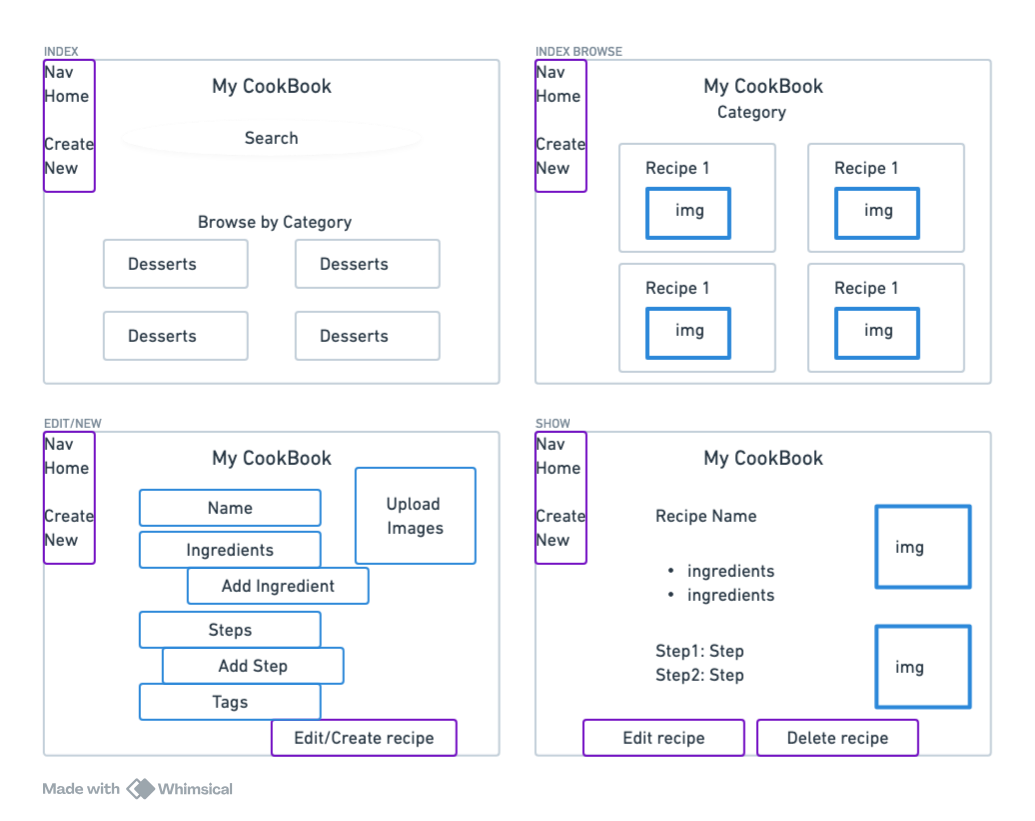 INDEX
Nav
Home
Create
New
My CookBook
Search
Browse by Category
Desserts
Desserts
Desserts
Desserts
INDEX BROWSE
Nav
Home
Create
New
My CookBook
Category
Recipe 1
img
Recipe 1
img
Recipe 1
img
Recipe 1
img
EDIT/NEW
Nav
Home
Create
New
My CookBook
Name
Ingredients
Add Ingredient
Steps
Add Step
Tags
Upload
Images
Edit/Create recipe
SHOW
Nav
Home
Create
New
My CookBook
Recipe Name
• ingredients
• ingredients
Step1: Step
Step2: Step
img
img
Edit recipe
Delete recipe
Made with Whimsical